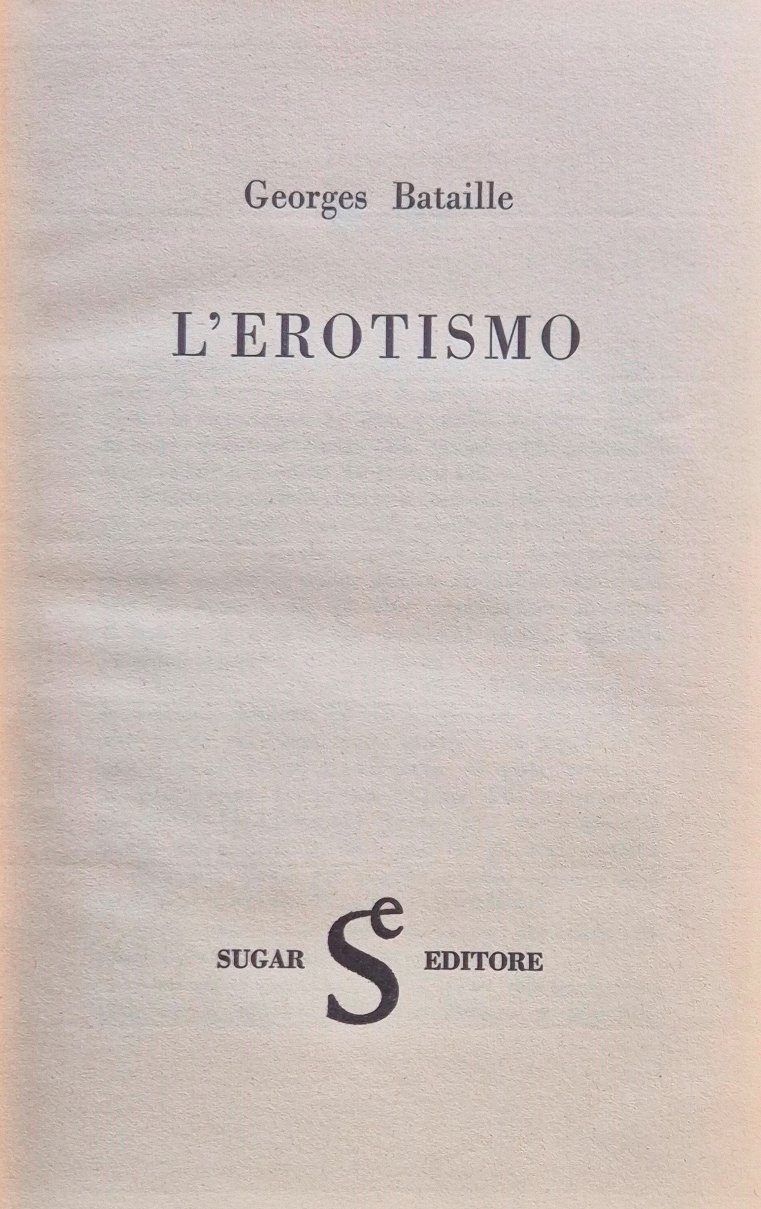 Georges Bataille
L'EROTISMO
SUGAR Se EDITORE